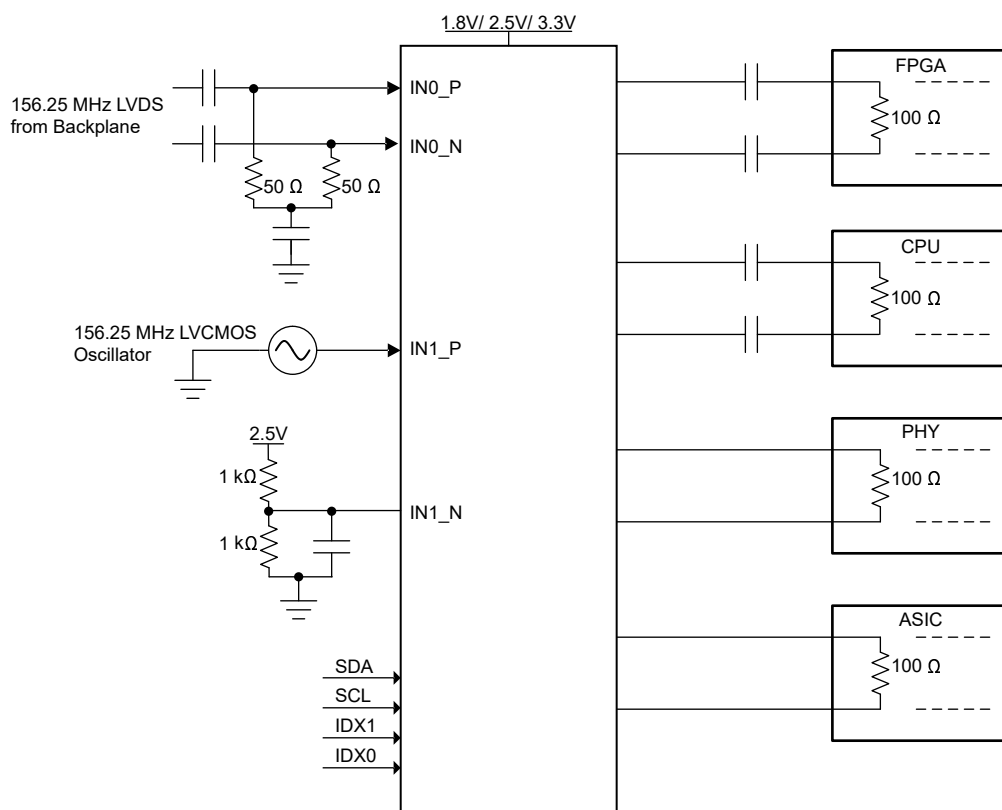 1.8V/ 2.5V/ 3.3V
156.25 MHz LVDS
from Backplane
IN0_P
IN0_N
50 Ω
50 Ω
156.25 MHz LVCMOS
Oscillator
IN1_P
2.5V
1 kΩ
1 kΩ
IN1_N
SDA
SCL
IDX1
IDX0
FPGA
100 Ω
CPU
100 Ω
PHY
100 Ω
ASIC
100 Ω